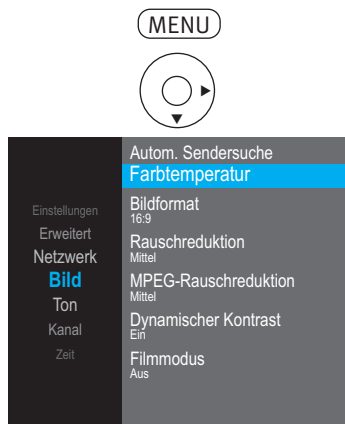 MENU
Einstellungen
Erweitert
Netzwerk
Bild
Ton
Kanal
Zeit
Autom. Sendersuche
Farbtemperatur
Bildformat
16:9
Rauschreduktion
Mittel
MPEG-Rauschreduktion
Mittel
Dynamischer Kontrast
Ein
Filmmodus
Aus